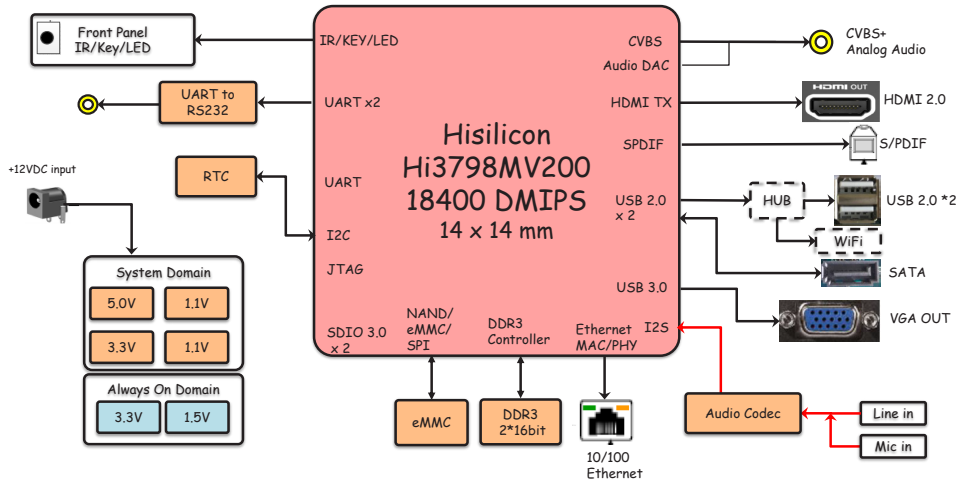 Front Panel
IR/Key/LED
UART to
RS232
RTC
+12VDC input
System Domain
5.0V
1.1V
3.3V
1.1V
Always On Domain
3.3V
1.5V
IR/KEY/LED
UART x2
UART
I2C
JTAG
SDIO 3.0
x 2
NAND/
eMMC/
SPI
DDR3
Controller
Ethernet
MAC/PHY
Hisilicon
Hi3798MV200
18400 DMIPS
14 x 14 mm
CVBS
Audio DAC
HDMI TX
SPDIF
USB 2.0
x 2
USB 3.0
I2S
CVBS+
Analog Audio
HDMI OUT
HDMI 2.0
S/PDIF
HUB
USB 2.0 *2
WiFi
SATA
VGA OUT
eMMC
DDR3
2*16bit
10/100
Ethernet
Audio Codec
Line in
Mic in